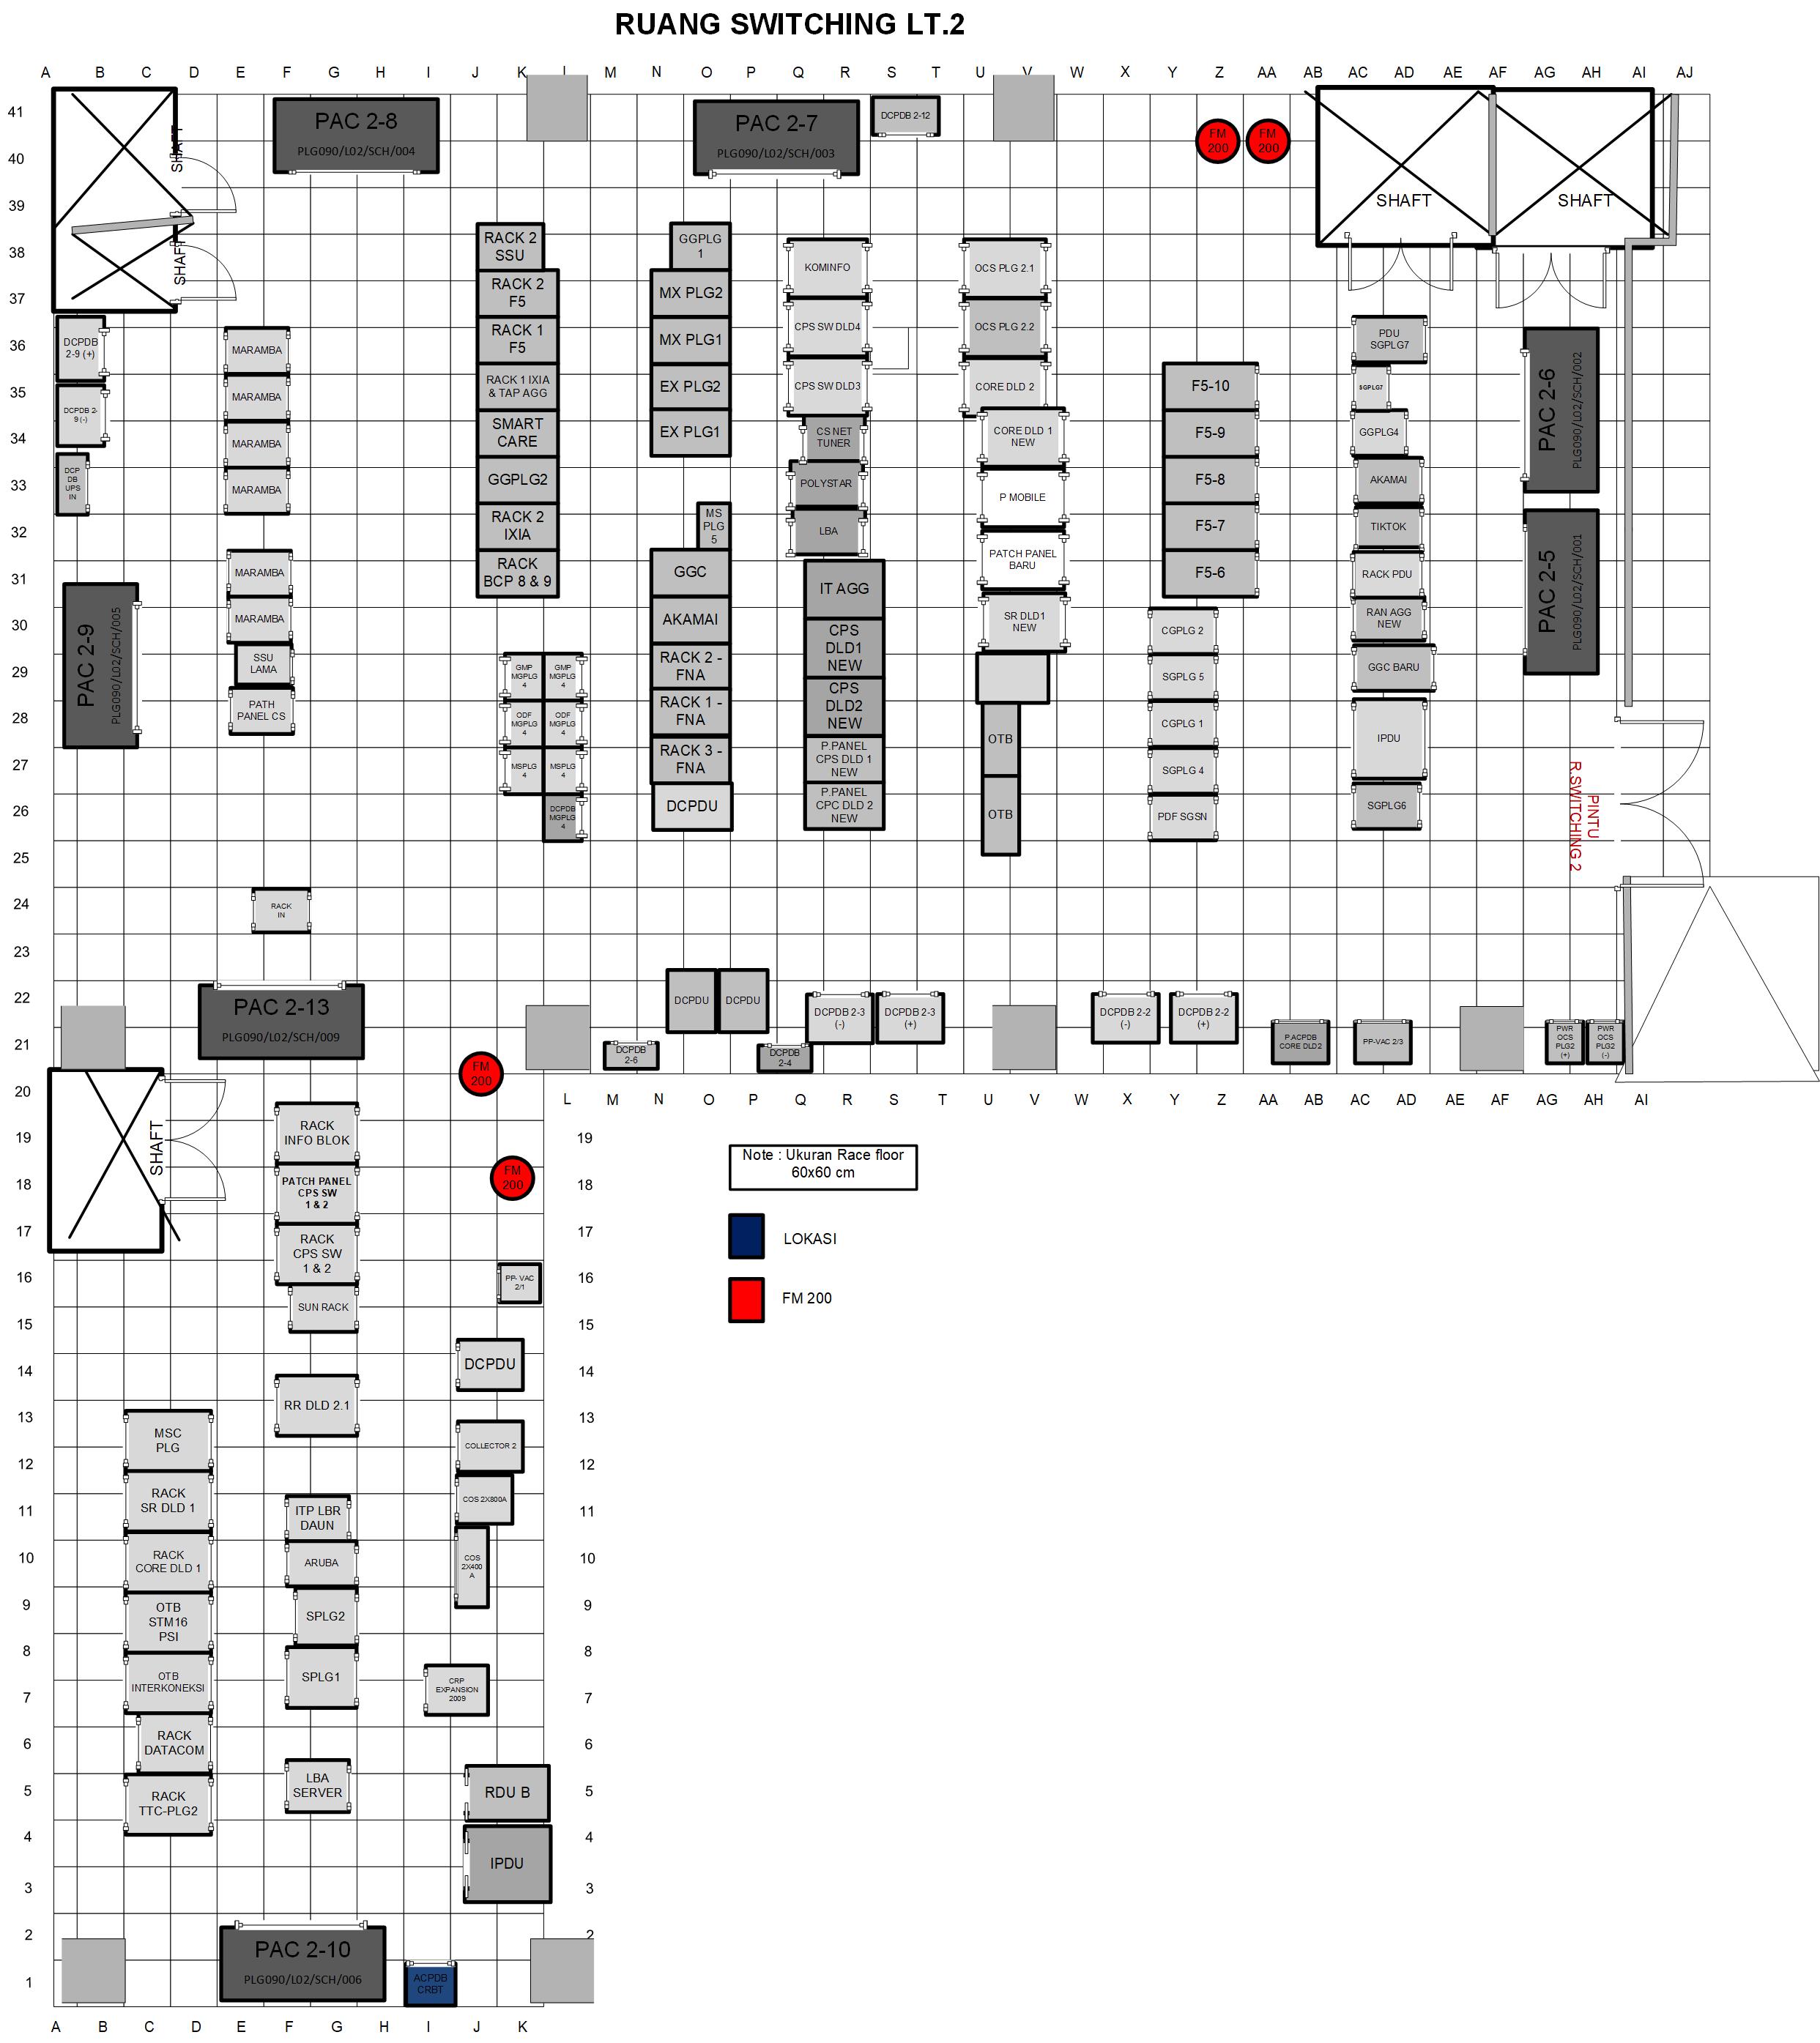 RUANG SWITCHING LT.2
A B C D E F G H I J K L M N O P Q R S T U V W X Y Z AA AB AC AD AE AF AG AH AI AJ
41
40
39
38
37
36
35
34
33
32
31
30
29
28
27
26
25
24
23
22
21
20
19
18
17
16
15
14
13
12
11
10
9
8
7
6
5
4
3
2
1
SHAFT
SHAFT
PAC 2-8
PLG090/L02/SCH/004
PAC 2-7
PLG090/L02/SCH/003
DCPDB 2-12
FM
200
FM
200
SHAFT
SHAFT
DCPDB
2-9 (+)
DCPDB 2-
9 (-)
DCP
DB
UPS
IN
PAC 2-9
PLG090/L02/SCH/005
MARAMBA
MARAMBA
MARAMBA
MARAMBA
MARAMBA
MARAMBA
SSU
LAMA
PATH
PANEL CS
RACK
IN
RACK 2
SSU
RACK 2
F5
RACK 1
F5
RACK 1 IXIA
& TAP AGG
SMART
CARE
GGPLG2
RACK 2
IXIA
RACK
BCP 8 & 9
GMP
MGPLG
4
GMP
MGPLG
4
ODF
MGPLG
4
ODF
MGPLG
4
MSPLG
4
MSPLG
4
DCPDB
MGPLG
4
GGPLG
1
MX PLG2
MX PLG1
EX PLG2
EX PLG1
MS
PLG
5
GGC
AKAMAI
RACK 2 -
FNA
RACK 1 -
FNA
RACK 3 -
FNA
DCPDU
KOMINFO
CPS SW DLD4
CPS SW DLD3
CS NET
TUNER
POLYSTAR
LBA
IT AGG
CPS
DLD1
NEW
CPS
DLD2
NEW
P.PANEL
CPS DLD 1
NEW
P.PANEL
CPC DLD 2
NEW
OCS PLG 2.1
OCS PLG 2.2
CORE DLD 2
CORE DLD 1
NEW
P MOBILE
PATCH PANEL
BARU
SR DLD1
NEW
OTB
OTB
F5-10
F5-9
F5-8
F5-7
F5-6
CGPLG 2
SGPLG 5
CGPLG 1
SGPLG 4
PDF SGSN
PDU
SGPLG7
SGPLG7
GGPLG4
AKAMAI
TIKTOK
RACK PDU
RAN AGG
NEW
GGC BARU
IPDU
SGPLG6
PAC 2-6
PLG090/L02/SCH/002
PAC 2-5
PLG090/L02/SCH/001
PINTU
R.SWITCHING 2
PAC 2-13
PLG090/L02/SCH/009
DCPDB
2-6
DCPDU
DCPDU
DCPDB
2-4
DCPDB 2-3
(-)
DCPDB 2-3
(+)
DCPDB 2-2
(-)
DCPDB 2-2
(+)
P.ACPDB
CORE DLD2
PP-VAC 2/3
PWR
OCS
PLG2
(+)
PWR
OCS
PLG2
(-)
L M N O P Q R S T U V W X Y Z AA AB AC AD AE AF AG AH AI
FM
200
FM
200
SHAFT
RACK
INFO BLOK
PATCH PANEL
CPS SW
1 & 2
RACK
CPS SW
1 & 2
SUN RACK
RR DLD 2.1
ITP LBR
DAUN
ARUBA
SPLG2
SPLG1
LBA
SERVER
MSC
PLG
RACK
SR DLD 1
RACK
CORE DLD 1
OTB
STM16
PSI
OTB
INTERKONEKSI
RACK
DATACOM
RACK
TTC-PLG2
PP- VAC
2/1
DCPDU
COLLECTOR 2
COS 2X800A
COS
2X400
A
CRP
EXPANSION
2009
RDU B
IPDU
PAC 2-10
PLG090/L02/SCH/006
ACPDB
CRBT
19
18
17
16
15
14
13
12
11
10
9
8
7
6
5
4
3
2
1
Note : Ukuran Race floor
60x60 cm
LOKASI
FM 200
A B C D E F G H I J K